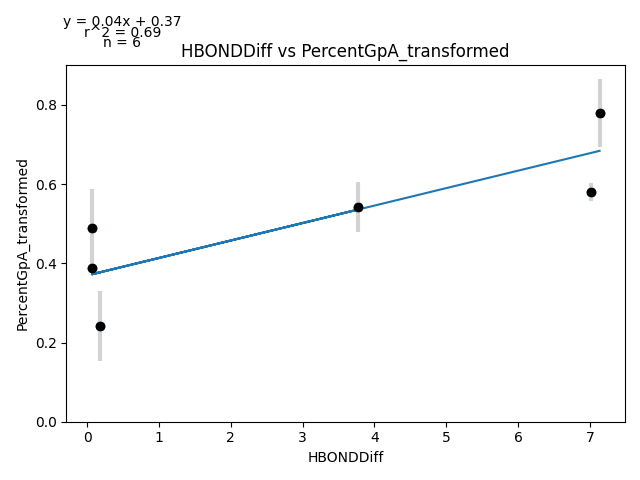 y = 0.04x + 0.37
r^2 = 0.69
n = 6
HBONDDiff vs PercentGpA_transformed
PercentGpA_transformed
0.8
0.6
0.4
0.2
0.0
0 1 2 3 4 5 6 7
HBONDDiff